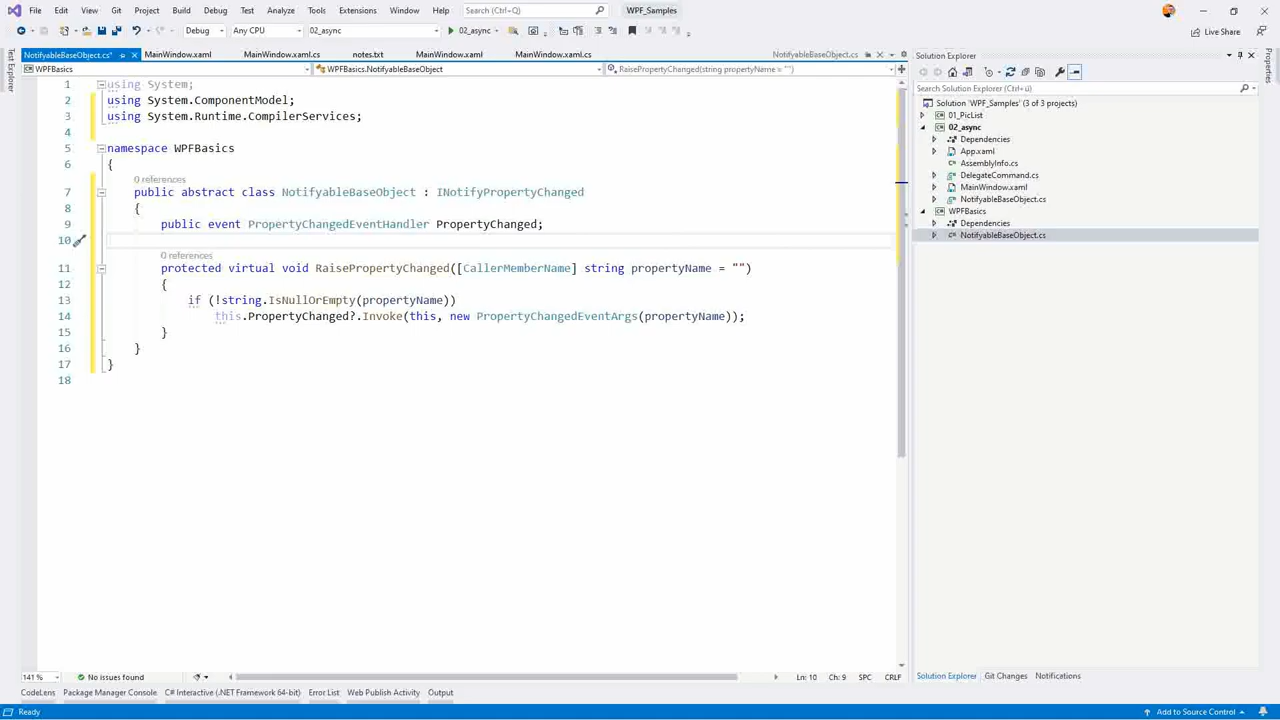 File Edit View Git Project Build Debug Test Analyze Tools Extensions Window Help Search (Ctrl+Q) WPF_Samples
Debug Any CPU 02_async 02_async Live Share
NotifyableBaseObject.cs* MainWindow.xaml MainWindow.xaml.cs notes.txt MainWindow.xaml MainWindow.xaml.cs NotifyableBaseObject.cs
WPFBasics WPFBasics.NotifyableBaseObject RaisePropertyChanged(string propertyName = "")
Test Explorer
1 using System;
2 using System.ComponentModel;
3 using System.Runtime.CompilerServices;
4
5 namespace WPFBasics
6 {
0 references
7 public abstract class NotifyableBaseObject : INotifyPropertyChanged
8 {
9 public event PropertyChangedEventHandler PropertyChanged;
10
0 references
11 protected virtual void RaisePropertyChanged([CallerMemberName] string propertyName = "")
12 {
13 if (!string.IsNullOrEmpty(propertyName))
14 this.PropertyChanged?.Invoke(this, new PropertyChangedEventArgs(propertyName));
15 }
16 }
17 }
18
141 % No issues found Ln: 10 Ch: 9 SPC CRLF
Solution Explorer
Search Solution Explorer (Ctrl+ü)
Solution 'WPF_Samples' (3 of 3 projects)
01_PicList
02_async
Dependencies
App.xaml
AssemblyInfo.cs
DelegateCommand.cs
MainWindow.xaml
NotifyableBaseObject.cs
WPFBasics
Dependencies
NotifyableBaseObject.cs
Solution Explorer Git Changes Notifications
Properties
CodeLens Package Manager Console C# Interactive (.NET Framework 64-bit) Error List Web Publish Activity Output
Ready Add to Source Control